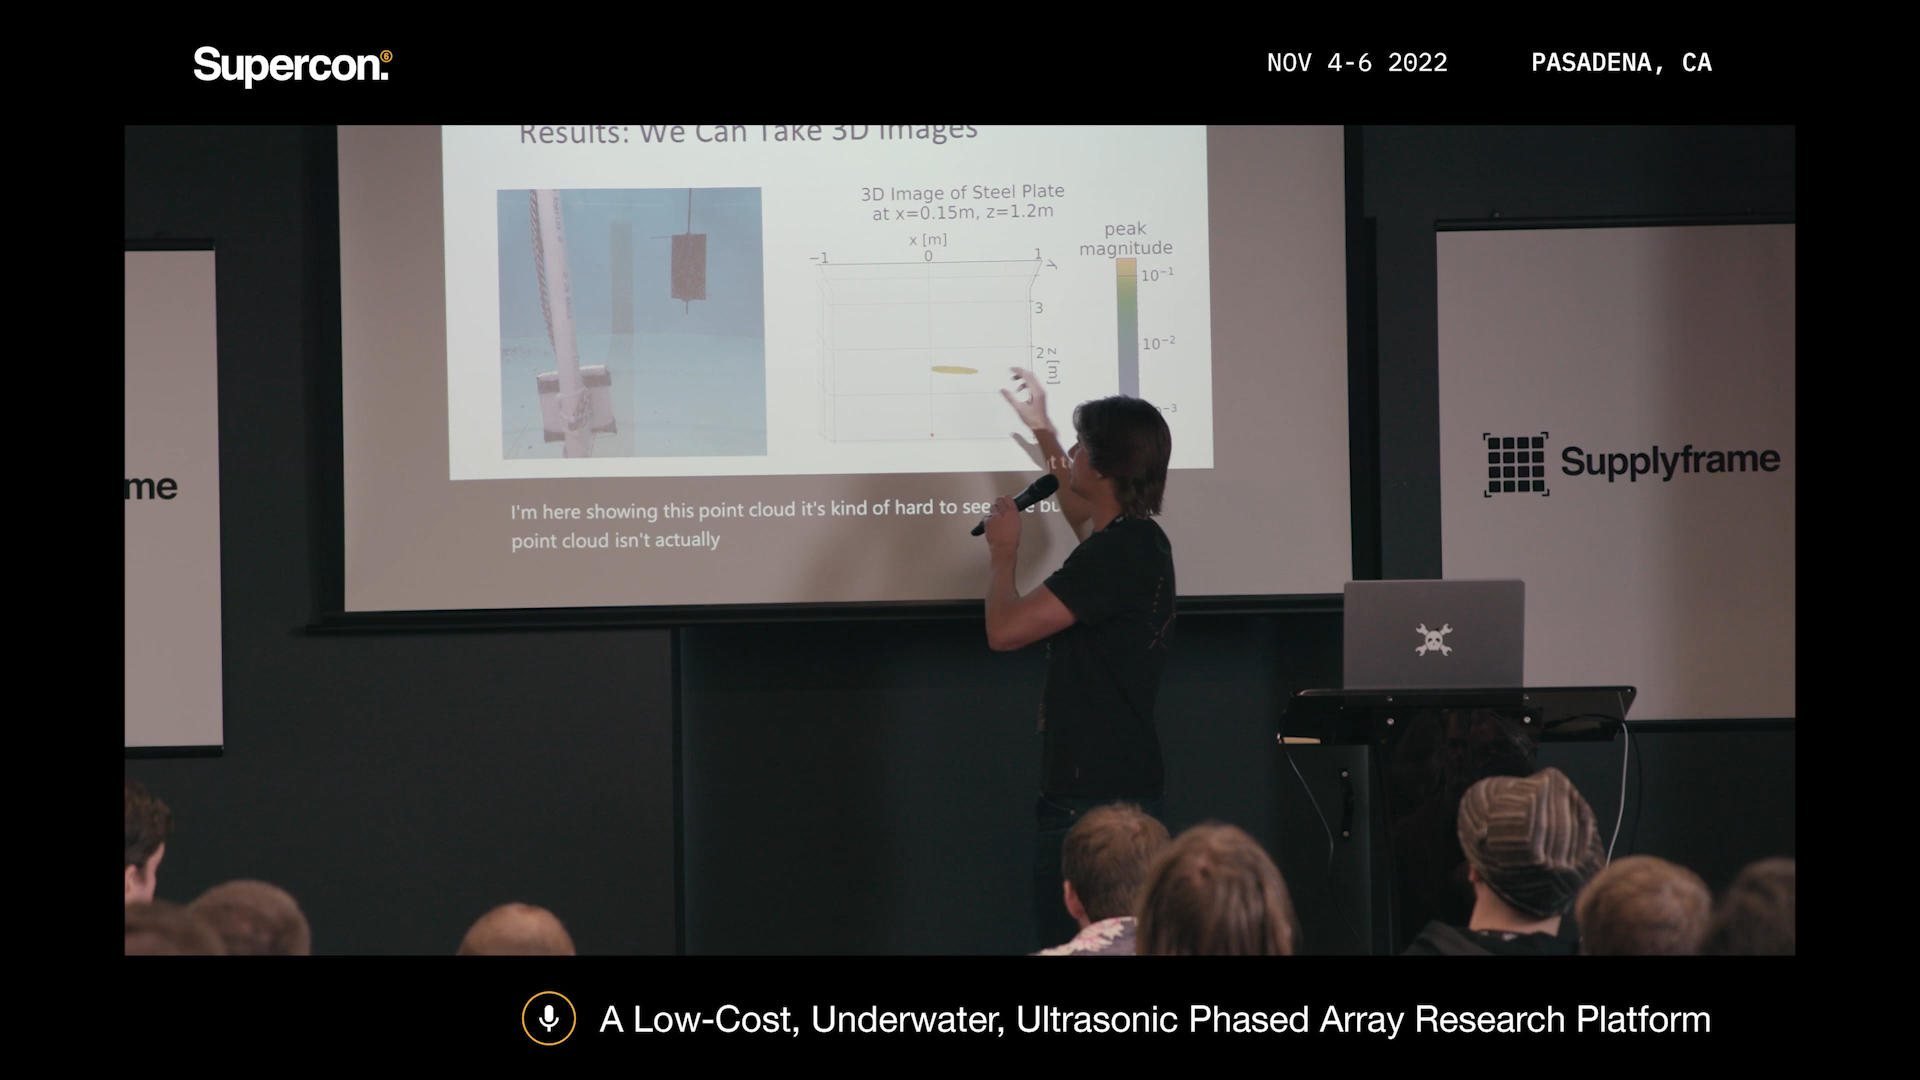 Supercon.6
NOV 4-6 2022
PASADENA, CA
Results: We Can Take 3D Images
3D Image of Steel Plate
at x=0.15m, z=1.2m
x [m]
−1 0 1
y
3
2
z [m]
peak
magnitude
10−1
10−2
−3
I'm here showing this point cloud it's kind of hard to see
point cloud isn't actually
me
Supplyframe
A Low-Cost, Underwater, Ultrasonic Phased Array Research Platform